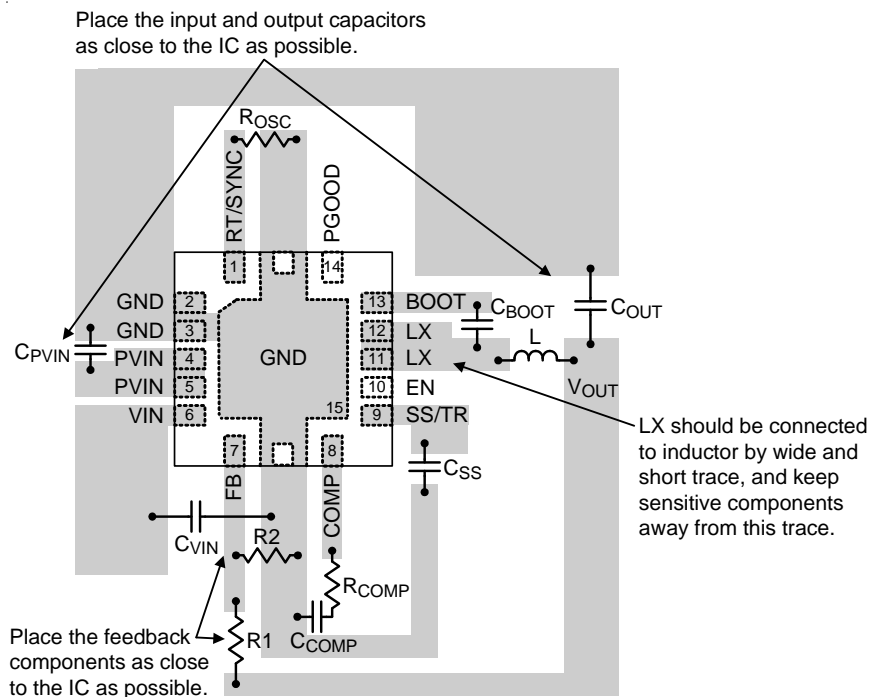 Place the input and output capacitors
as close to the IC as possible.
ROSC
RT/SYNC
PGOOD
1
14
GND 2
GND 3
PVIN 4
PVIN 5
VIN 6
CPVIN
GND
15
13 BOOT
12 LX
11 LX
10 EN
9 SS/TR
CBOOT
L
COUT
VOUT
LX should be connected
to inductor by wide and
short trace, and keep
sensitive components
away from this trace.
7
8
FB
COMP
CSS
CVIN
R2
RCOMP
CCOMP
R1
Place the feedback
components as close
to the IC as possible.